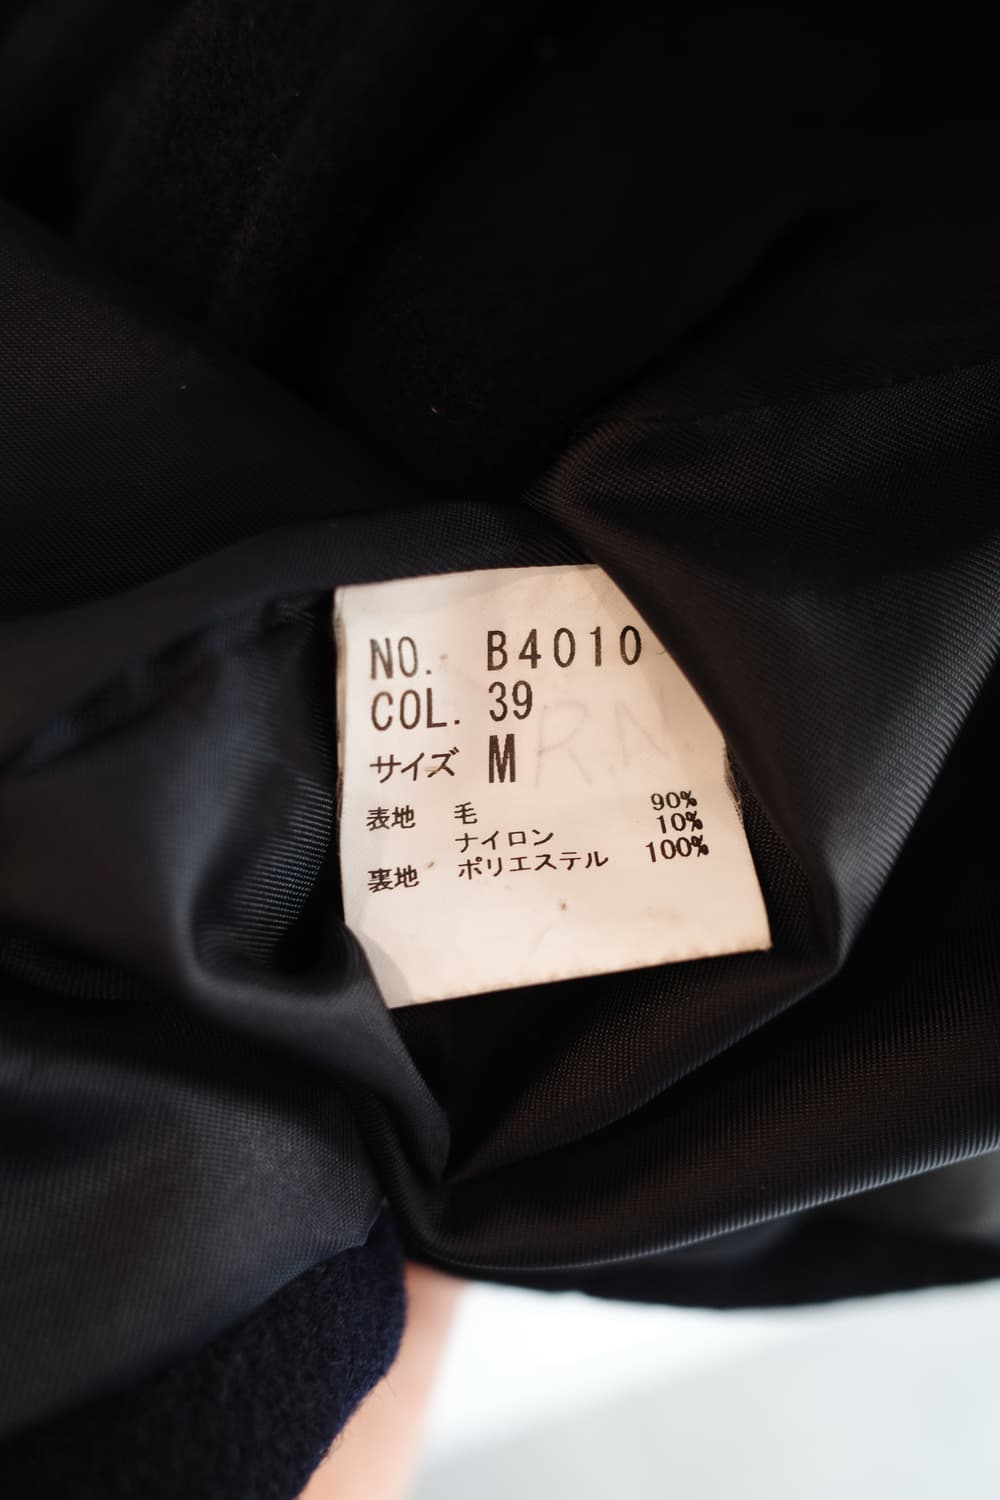 NO. B4010
COL. 39
サイズ M R.N.
表地 毛 90%
ナイロン 10%
裏地 ポリエステル 100%